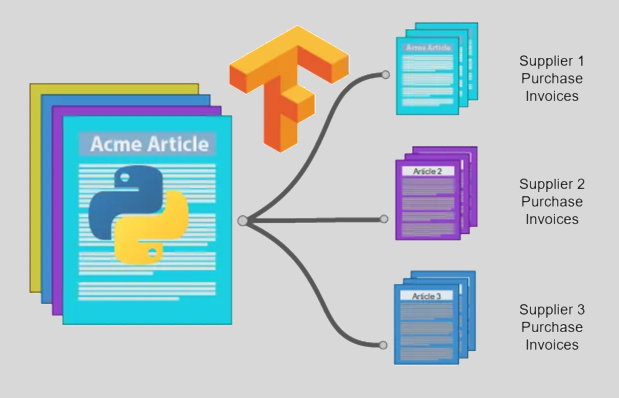 Acme Article
Acme Article
Supplier 1
Purchase
Invoices
Article 2
Supplier 2
Purchase
Invoices
Article 3
Supplier 3
Purchase
Invoices